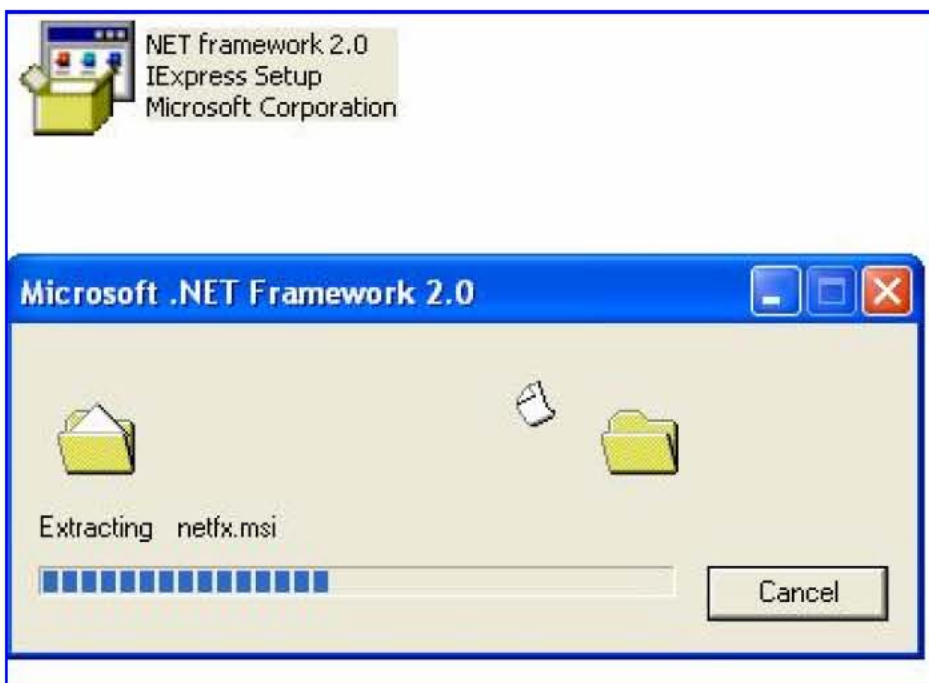 NET framework 2.0
IExpress Setup
Microsoft Corporation
Microsoft .NET Framework 2.0
Extracting netfx.msi
Cancel